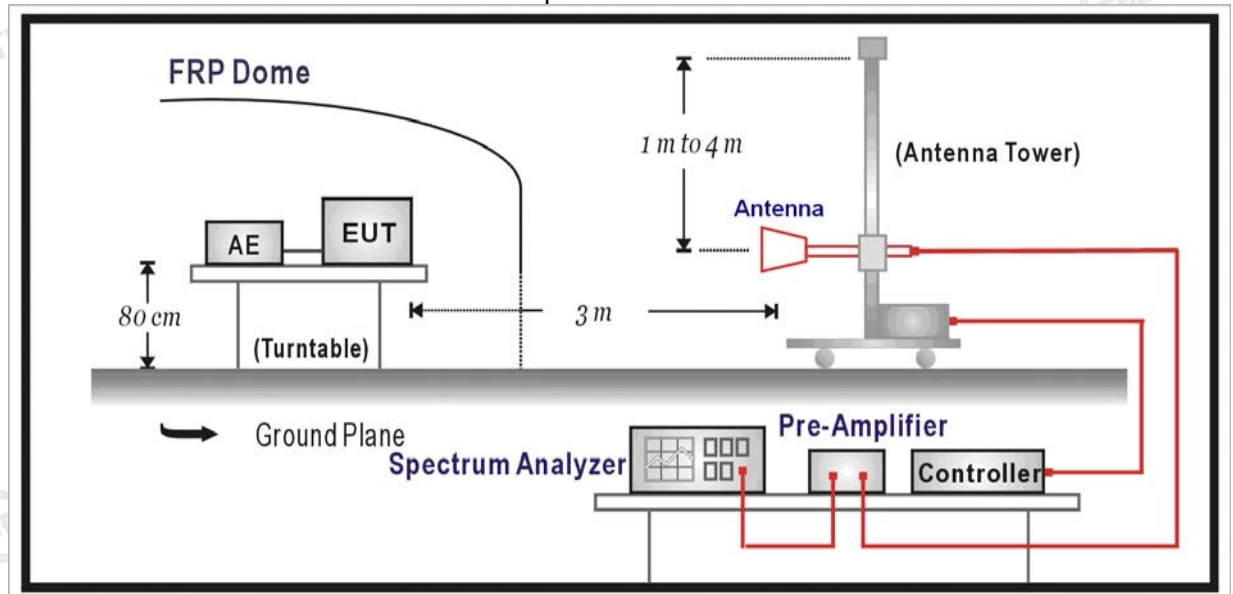 FRP Dome
1 m to 4 m
(Antenna Tower)
Antenna
AE
EUT
80 cm
3 m
(Turntable)
Ground Plane
Pre-Amplifier
Spectrum Analyzer
Controller